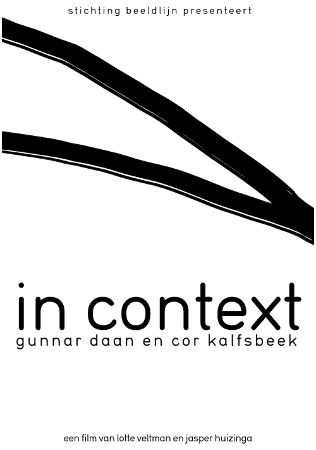 stichting beeldlijn presenteert
in context
gunnar daan en cor kalfsbeek
een film van lotte veltman en jasper huizinga